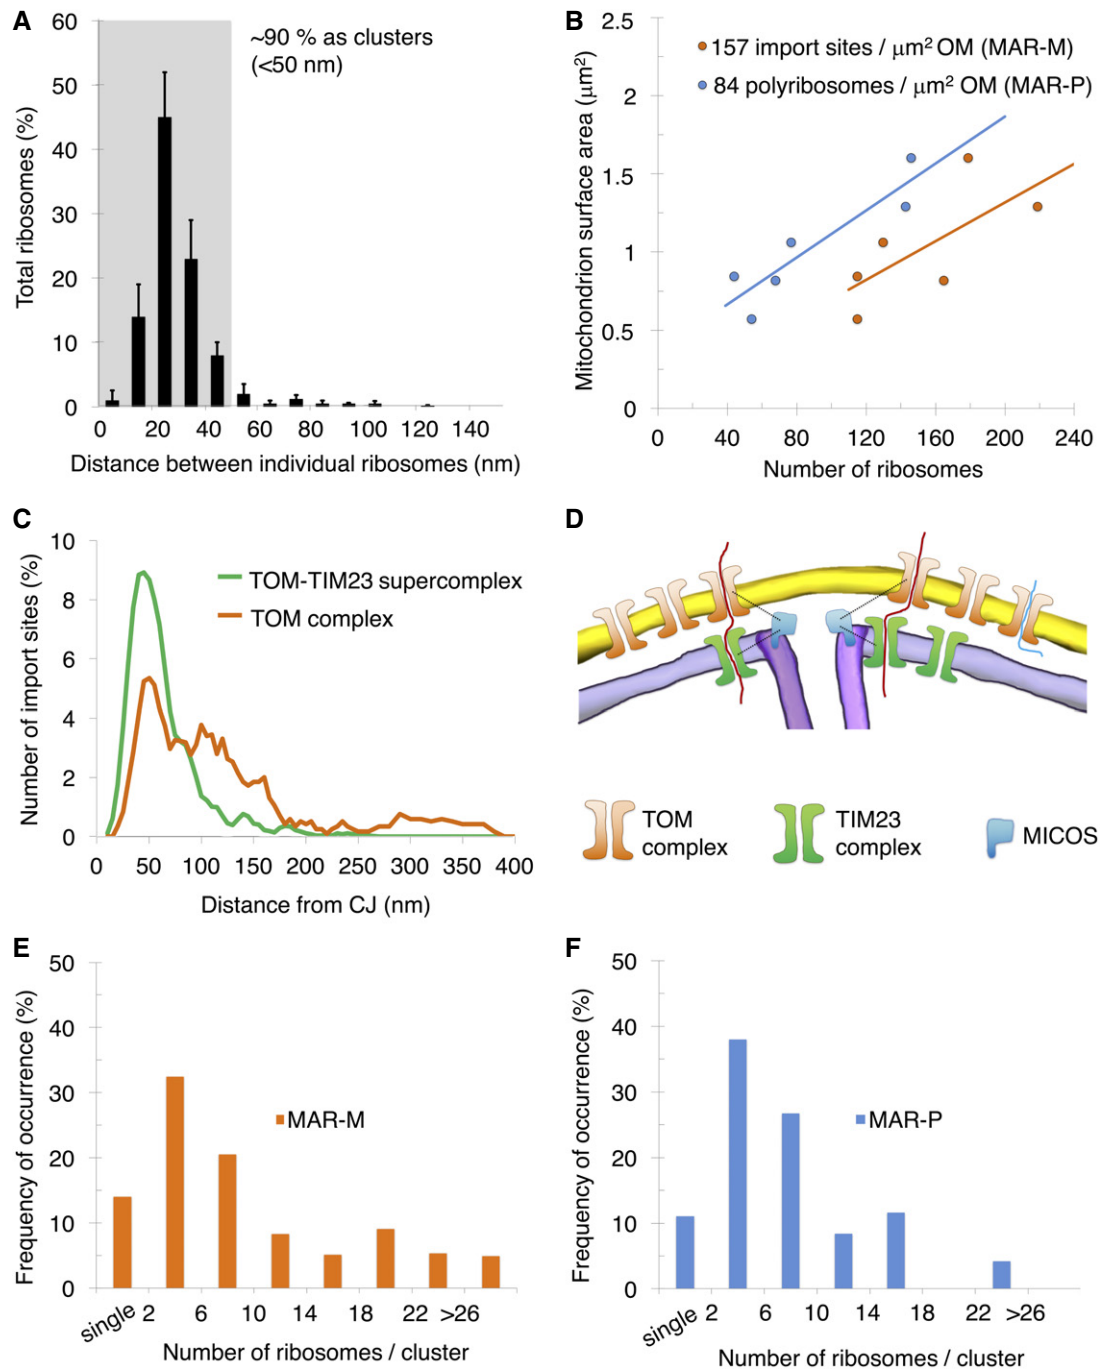 A
60
50
40
30
20
10
0
Total ribosomes (%)
~90 % as clusters
(<50 nm)
0 20 40 60 80 100 120 140
Distance between individual ribosomes (nm)
B
2.5
2
1.5
1
0.5
0
Mitochondrion surface area (μm²)
157 import sites / μm² OM (MAR-M)
84 polyribosomes / μm² OM (MAR-P)
0 40 80 120 160 200 240
Number of ribosomes
C
10
8
6
4
2
0
Number of import sites (%)
TOM-TIM23 supercomplex
TOM complex
0 50 100 150 200 250 300 350 400
Distance from CJ (nm)
D
TOM
complex
TIM23
complex
MICOS
E
50
40
30
20
10
0
Frequency of occurrence (%)
MAR-M
single 2 6 10 14 18 22 >26
Number of ribosomes / cluster
F
50
40
30
20
10
0
Frequency of occurrence (%)
MAR-P
single 2 6 10 14 18 22 >26
Number of ribosomes / cluster